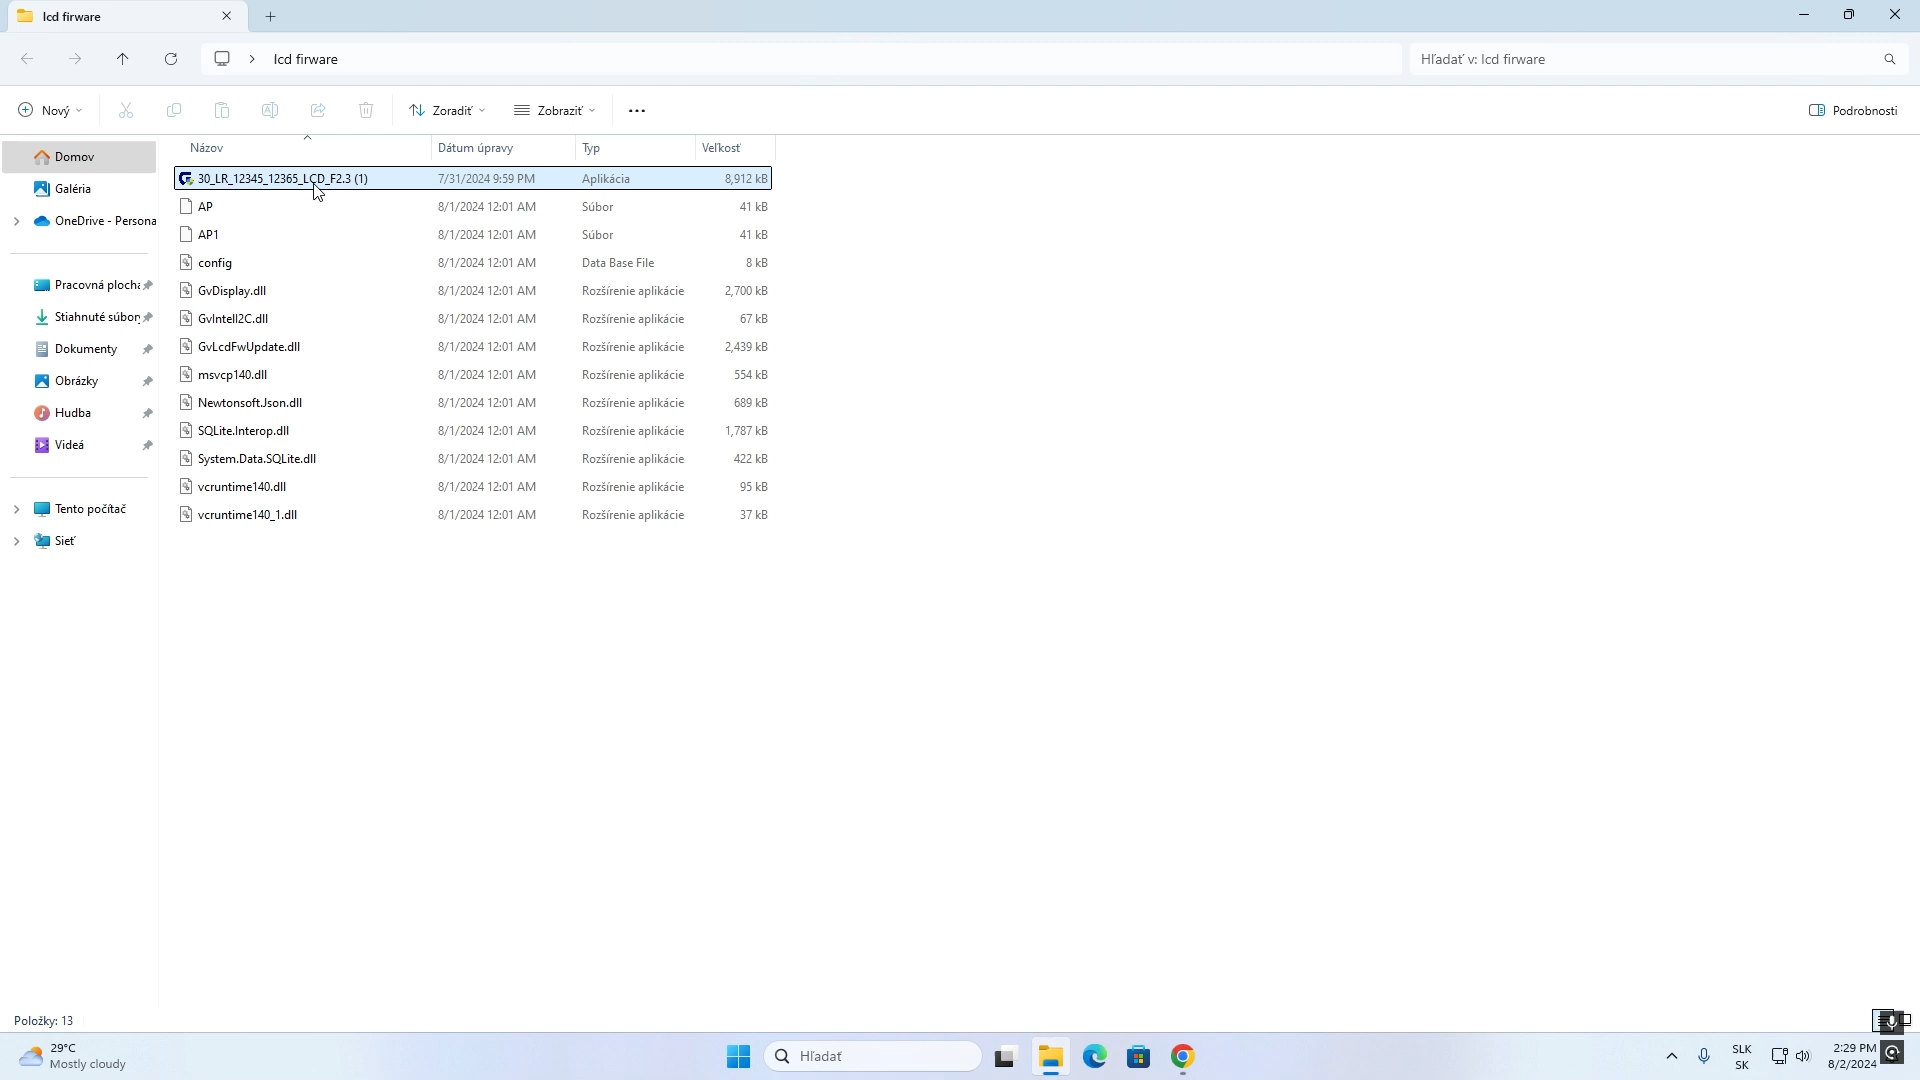 lcd firware
lcd firware
Hľadať v: lcd firware
Nový
Zoradiť
Zobraziť
Podrobnosti
Názov
Dátum úpravy
Typ
Veľkosť
Domov
Galéria
OneDrive - Persona
Pracovná plocha
Stiahnuté súbory
Dokumenty
Obrázky
Hudba
Videá
Tento počítač
Sieť
30_LR_12345_12365_LCD_F2.3 (1) 7/31/2024 9:59 PM Aplikácia 8,912 kB
AP 8/1/2024 12:01 AM Súbor 41 kB
AP1 8/1/2024 12:01 AM Súbor 41 kB
config 8/1/2024 12:01 AM Data Base File 8 kB
GvDisplay.dll 8/1/2024 12:01 AM Rozšírenie aplikácie 2,700 kB
GvIntelI2C.dll 8/1/2024 12:01 AM Rozšírenie aplikácie 67 kB
GvLcdFwUpdate.dll 8/1/2024 12:01 AM Rozšírenie aplikácie 2,439 kB
msvcp140.dll 8/1/2024 12:01 AM Rozšírenie aplikácie 554 kB
Newtonsoft.Json.dll 8/1/2024 12:01 AM Rozšírenie aplikácie 689 kB
SQLite.Interop.dll 8/1/2024 12:01 AM Rozšírenie aplikácie 1,787 kB
System.Data.SQLite.dll 8/1/2024 12:01 AM Rozšírenie aplikácie 422 kB
vcruntime140.dll 8/1/2024 12:01 AM Rozšírenie aplikácie 95 kB
vcruntime140_1.dll 8/1/2024 12:01 AM Rozšírenie aplikácie 37 kB
Položky: 13
29°C
Mostly cloudy
Hľadať
SLK
SK
2:29 PM
8/2/2024